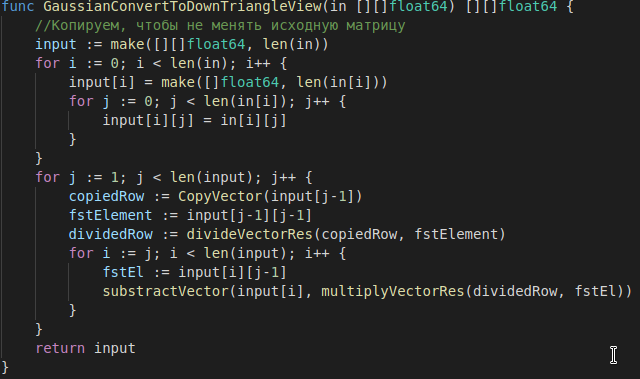 func GaussianConvertToDownTriangleView(in [][]float64) [][]float64 {
    //Копируем, чтобы не менять исходную матрицу
    input := make([][]float64, len(in))
    for i := 0; i < len(in); i++ {
        input[i] = make([]float64, len(in[i]))
        for j := 0; j < len(in[i]); j++ {
            input[i][j] = in[i][j]
        }
    }
    for j := 1; j < len(input); j++ {
        copiedRow := CopyVector(input[j-1])
        fstElement := input[j-1][j-1]
        dividedRow := divideVectorRes(copiedRow, fstElement)
        for i := j; i < len(input); i++ {
            fstEl := input[i][j-1]
            substractVector(input[i], multiplyVectorRes(dividedRow, fstEl))
        }
    }
    return input
}